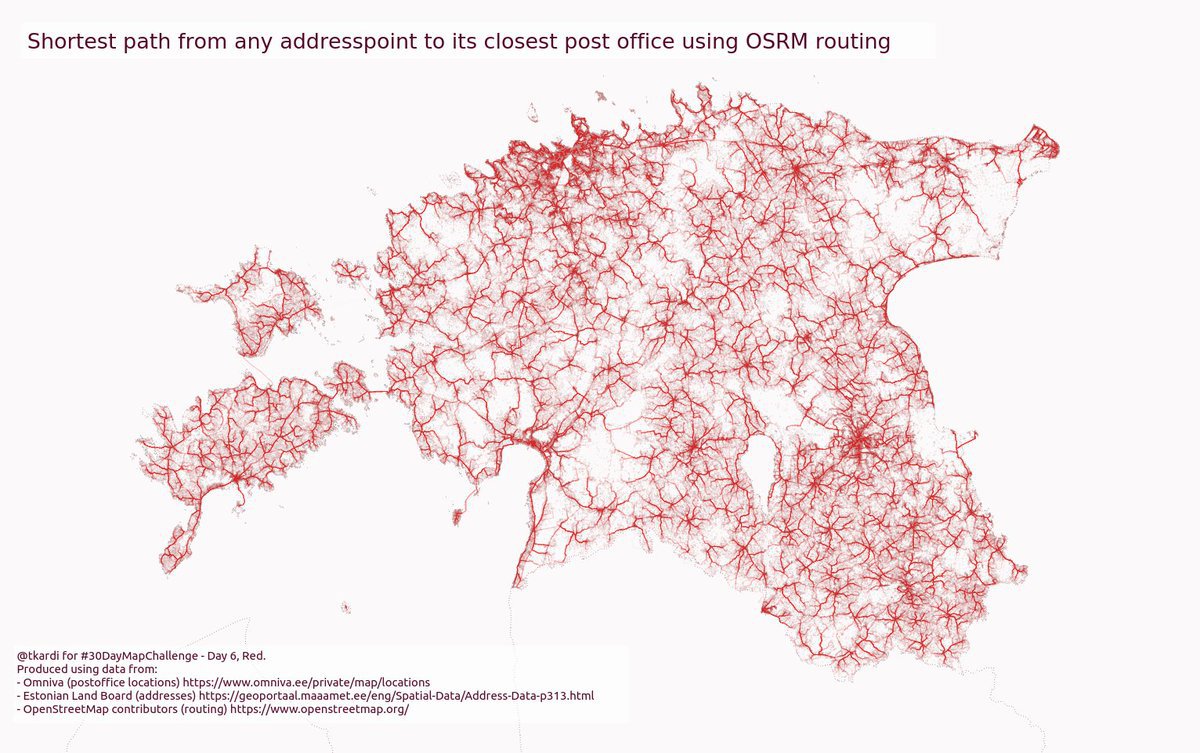 Shortest path from any addresspoint to its closest post office using OSRM routing
@tkardi for #30DayMapChallenge - Day 6, Red.
Produced using data from:
- Omniva (postoffice locations) https://www.omniva.ee/private/map/locations
- Estonian Land Board (addresses) https://geoportaal.maaamet.ee/eng/Spatial-Data/Address-Data-p313.html
- OpenStreetMap contributors (routing) https://www.openstreetmap.org/